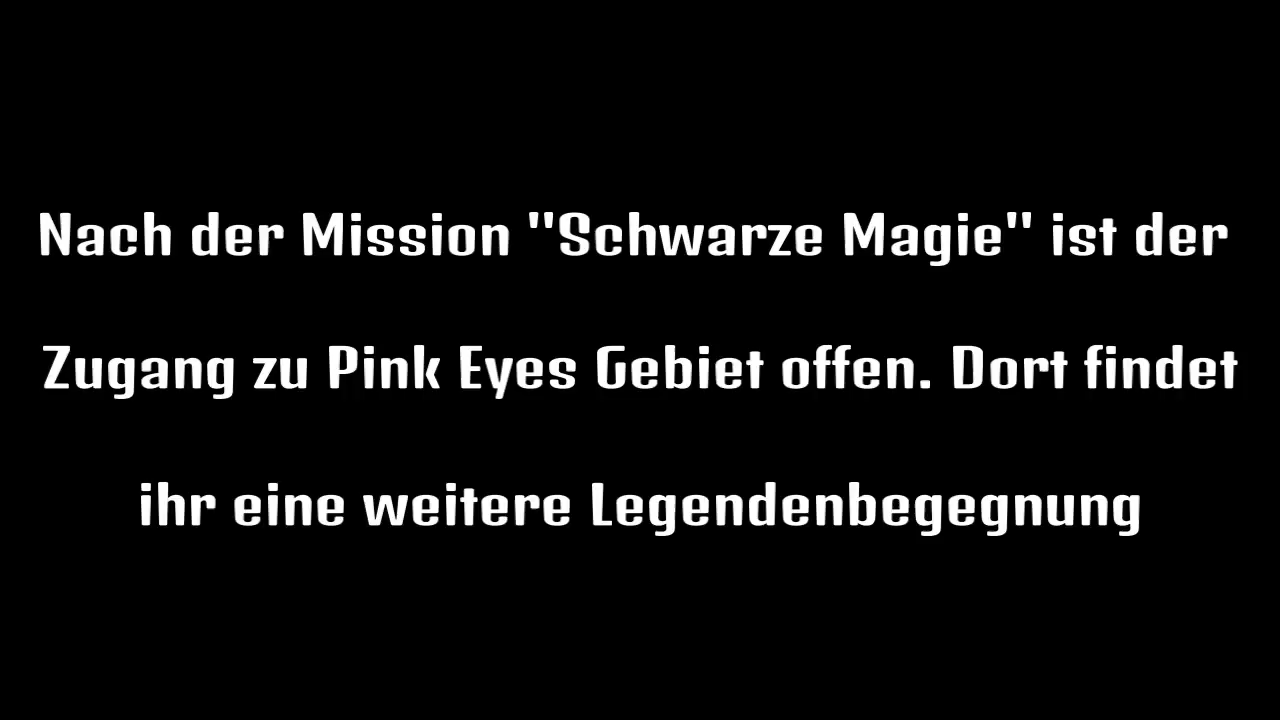 Nach der Mission "Schwarze Magie" ist der
Zugang zu Pink Eyes Gebiet offen. Dort findet
ihr eine weitere Legendenbegegnung